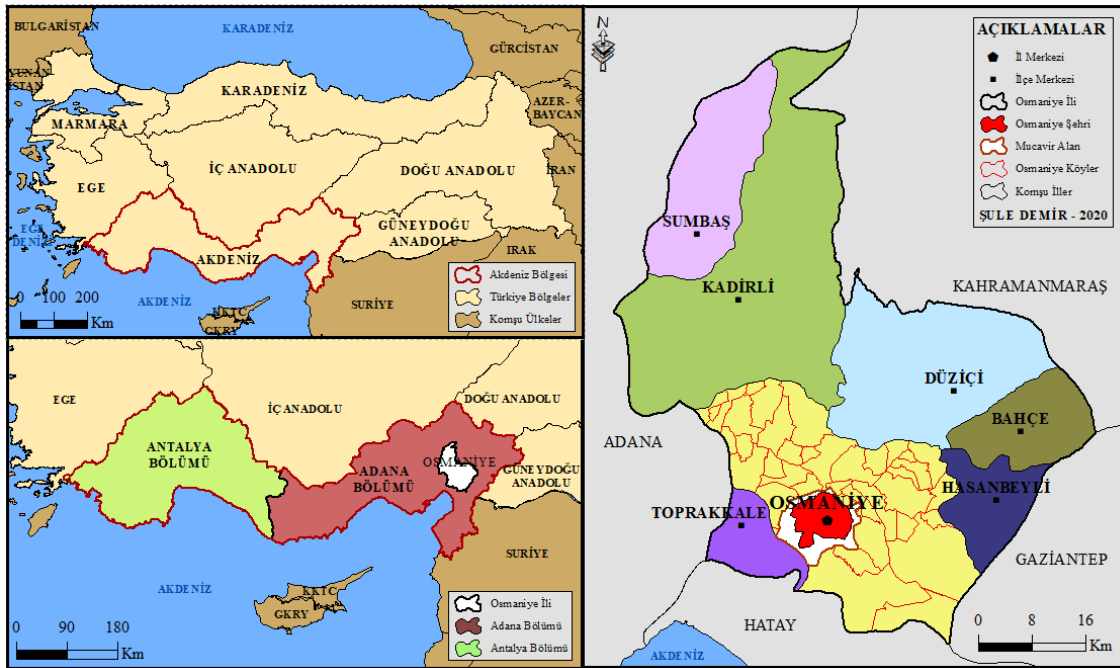 BULGARİSTAN
KARADENİZ
GÜRCİSTAN
YUNAN
İSTAN
KARADENİZ
AZER-
BAYCAN
MARMARA
İÇ ANADOLU
DOĞU ANADOLU
İRAN
EGE
GÜNEYDOĞU
ANADOLU
EGE
DENİZ
IRAK
AKDENİZ
AKDENİZ
SURİYE
NKTC
GKRY
0 100 200
Km
Akdeniz Bölgesi
Türkiye Bölgeler
Komşu Ülkeler
EGE
İÇ ANADOLU
DOĞU ANADOLU
ANTALYA
BÖLÜMÜ
ADANA
BÖLÜMÜ
OSMANİYE
GÜNEYDOĞU
ANADOLU
SURİYE
AKDENİZ
KKTC
GKRY
0 90 180
Km
Osmaniye İli
Adana Bölümü
Antalya Bölümü
N
AÇIKLAMALAR
İl Merkezi
İlçe Merkezi
Osmaniye İli
Osmaniye Şehri
Mucavir Alan
Osmaniye Köyler
Komşu İller
ŞULE DEMİR - 2020
SUMBAŞ
KADİRLİ
KAHRAMANMARAŞ
DÜZİÇİ
BAHÇE
ADANA
HASANBEYLİ
OSMANİYE
TOPRAKKALE
GAZİANTEP
HATAY
AKDENİZ
0 8 16
Km